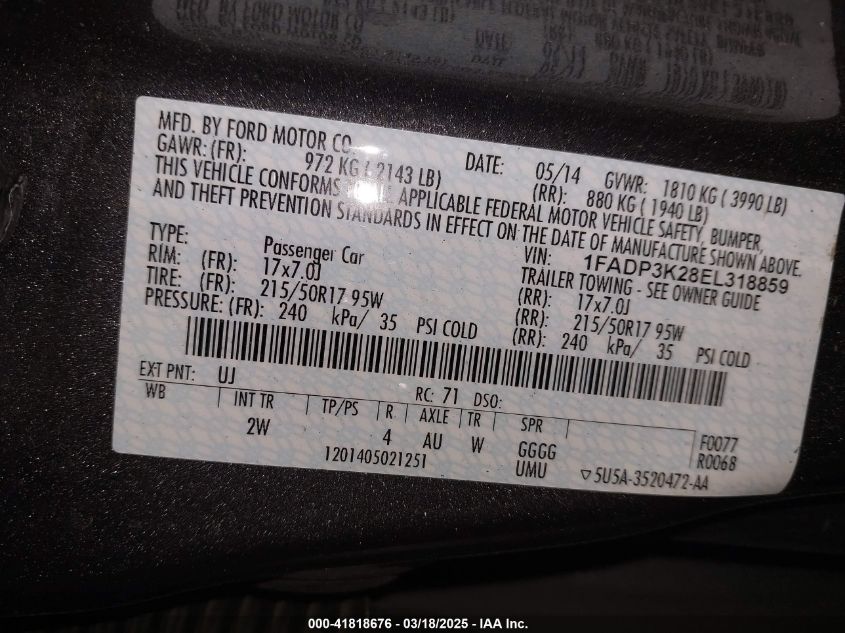 MFD. BY FORD MOTOR CO. DATE: 05/14 GVWR: 1810 KG ( 3990 LB)
GAWR: (FR): 972 KG ( 2143 LB) (RR): 880 KG ( 1940 LB)
THIS VEHICLE CONFORMS APPLICABLE FEDERAL MOTOR VEHICLE SAFETY, BUMPER,
AND THEFT PREVENTION STANDARDS IN EFFECT ON THE DATE OF MANUFACTURE SHOWN ABOVE.
VIN: 1FADP3K28EL318859
TYPE: Passenger Car TRAILER TOWING - SEE OWNER GUIDE
RIM: (FR): 17x7.0J (RR): 17x7.0J
TIRE: (FR): 215/50R17 95W (RR): 215/50R17 95W
PRESSURE: (FR): 240 kPa/ 35 PSI COLD (RR): 240 kPa/ 35 PSI COLD
EXT PNT: UJ RC: 71 DSO:
WB INT TR TP/PS R AXLE TR SPR F0077
2W 4 AU W GGGG R0068
1201405021251 UMU ▽5U5A-3520472-AA
000-41818676 — 03/18/2025 — IAA Inc.